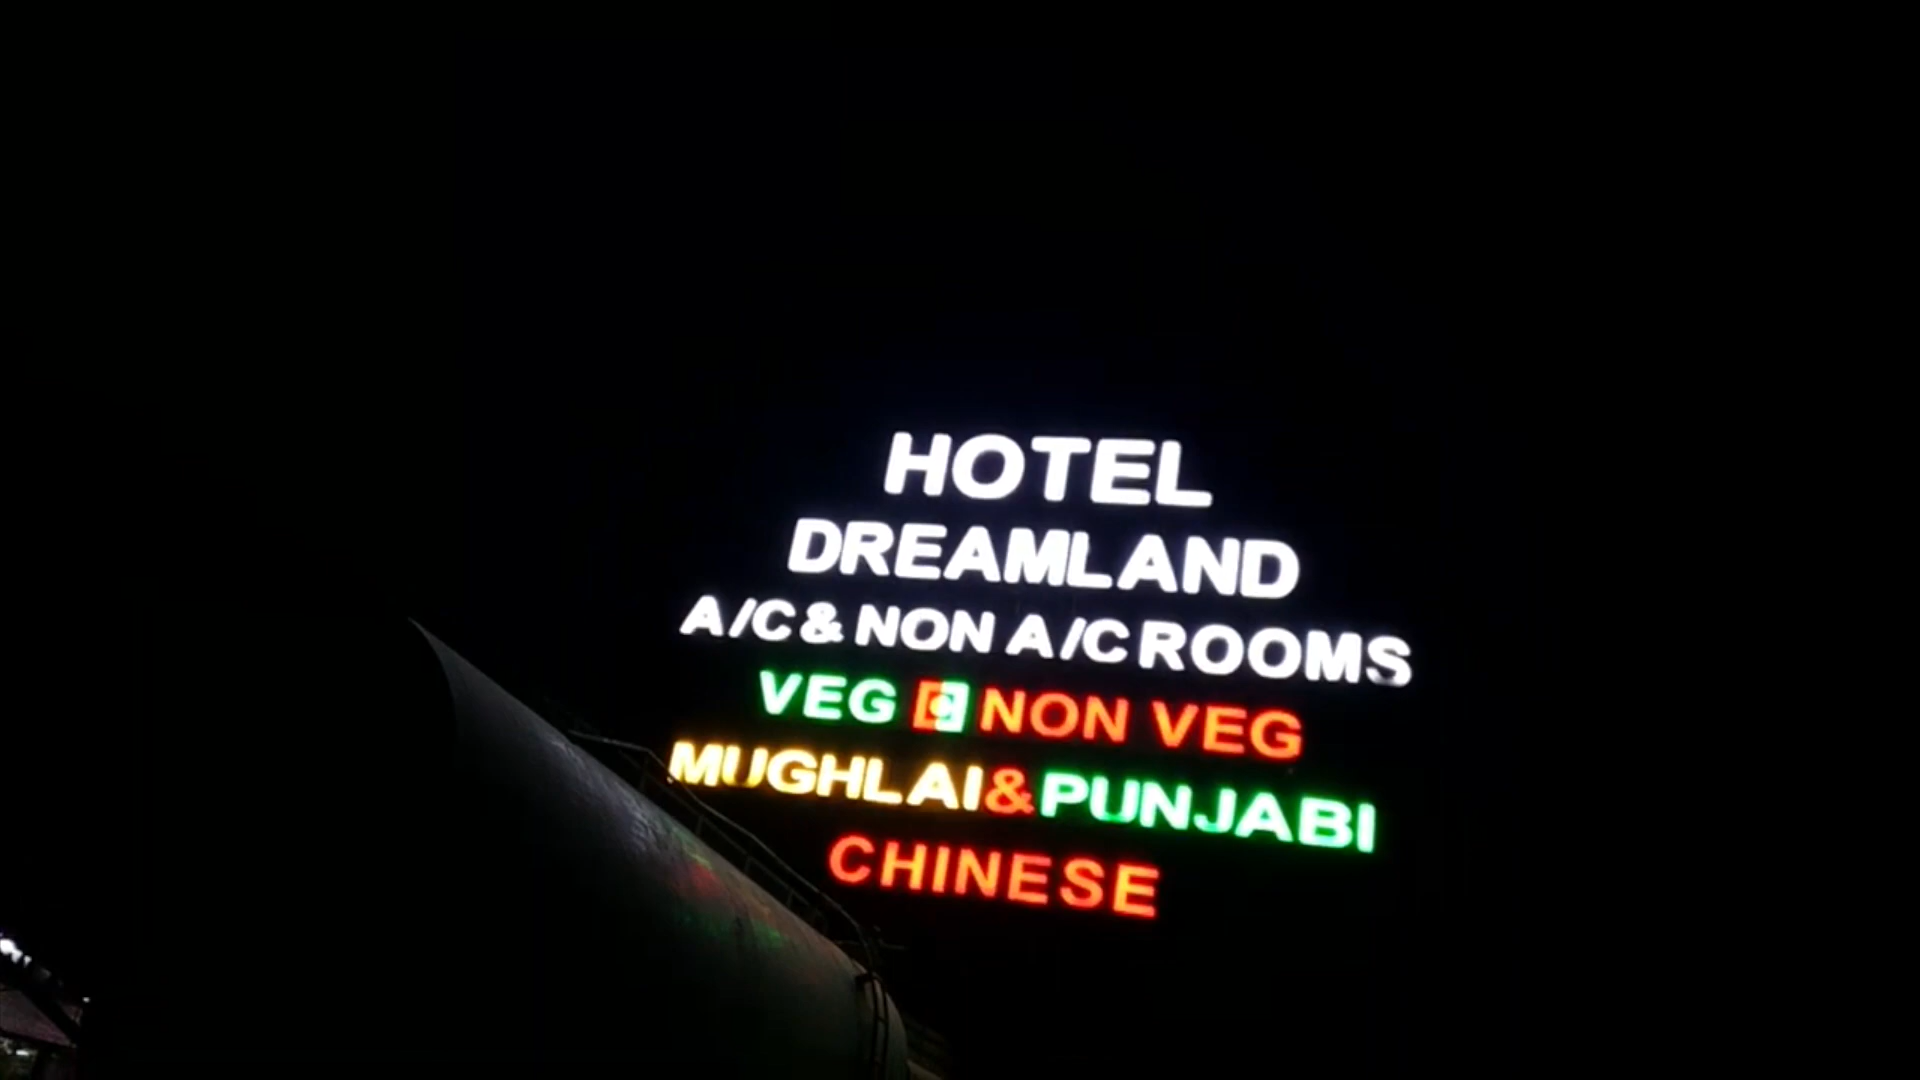 HOTEL
DREAMLAND
A/C & NON A/C ROOMS
VEG & NON VEG
MUGHLAI & PUNJABI
CHINESE